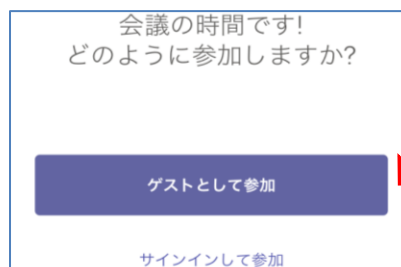 会議の時間です!
どのように参加しますか?
ゲストとして参加
サインインして参加